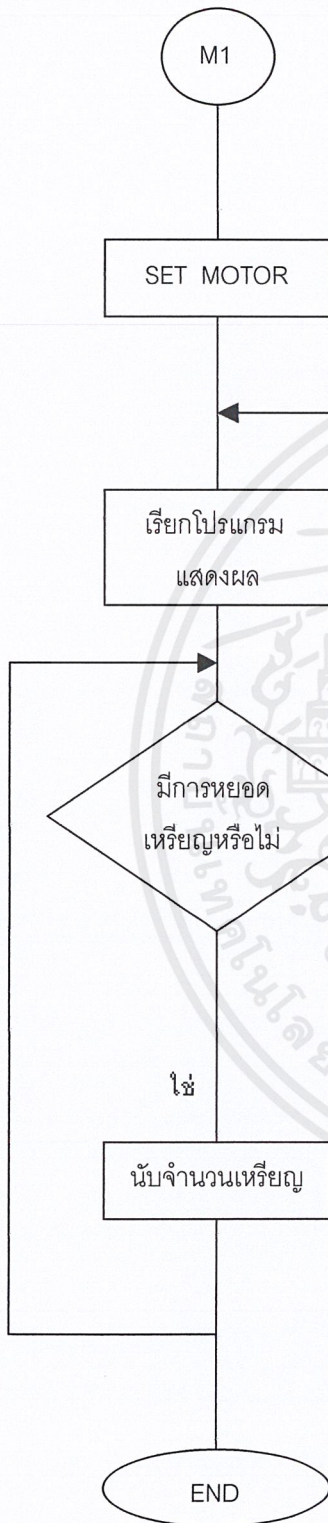 M1
SET MOTOR
เรียกโปรแกรม
แสดงผล
มีการหยอด
เหรียญหรือไม่
ใช่
นับจำนวนเหรียญ
END